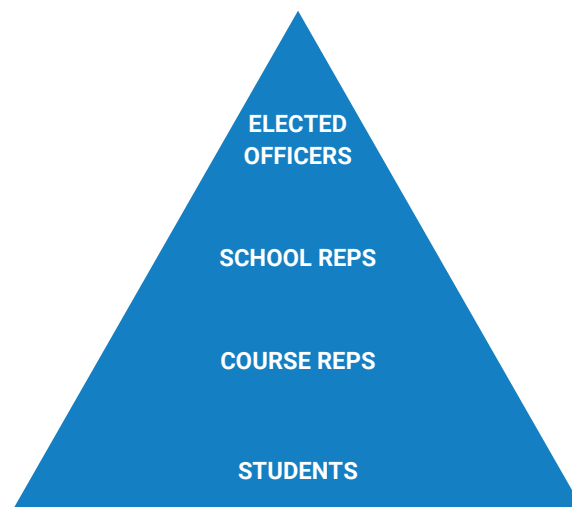 ELECTED
OFFICERS
SCHOOL REPS
COURSE REPS
STUDENTS